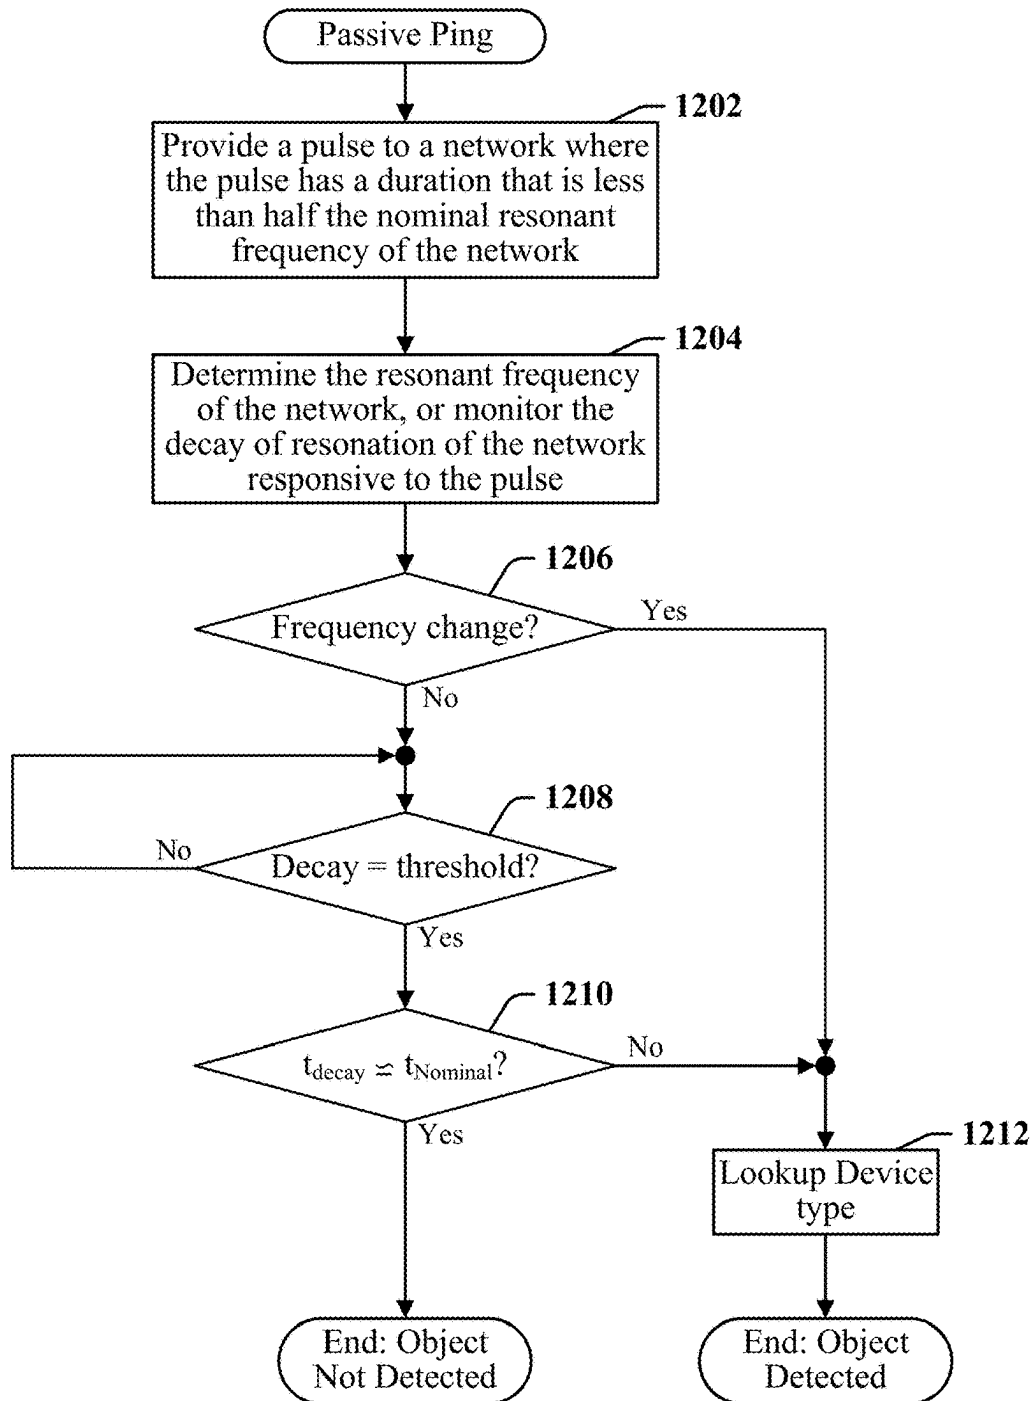 Passive Ping
1202
Provide a pulse to a network where
the pulse has a duration that is less
than half the nominal resonant
frequency of the network
1204
Determine the resonant frequency
of the network, or monitor the
decay of resonation of the network
responsive to the pulse
1206
Frequency change?
Yes
No
1208
Decay = threshold?
No
Yes
1210
tdecay ≃ tNominal?
No
Yes
1212
Lookup Device
type
End: Object
Not Detected
End: Object
Detected